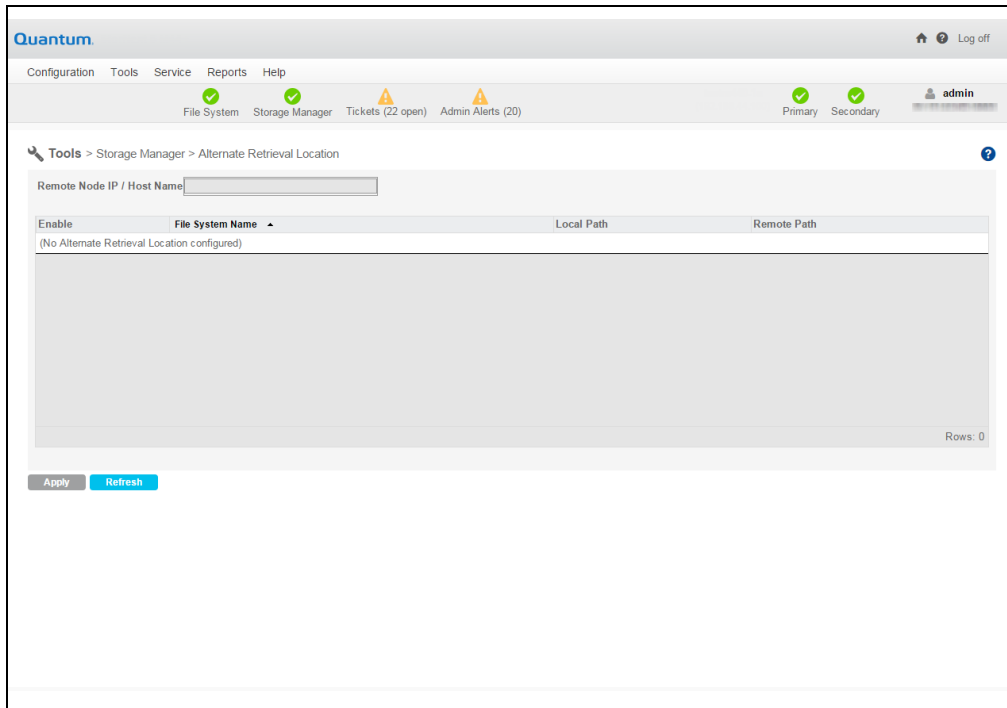 Quantum.
Log off
Configuration Tools Service Reports Help
File System Storage Manager Tickets (22 open) Admin Alerts (20) Primary Secondary admin
Tools > Storage Manager > Alternate Retrieval Location
Remote Node IP / Host Name
Enable File System Name Local Path Remote Path
(No Alternate Retrieval Location configured)
Rows: 0
Apply Refresh